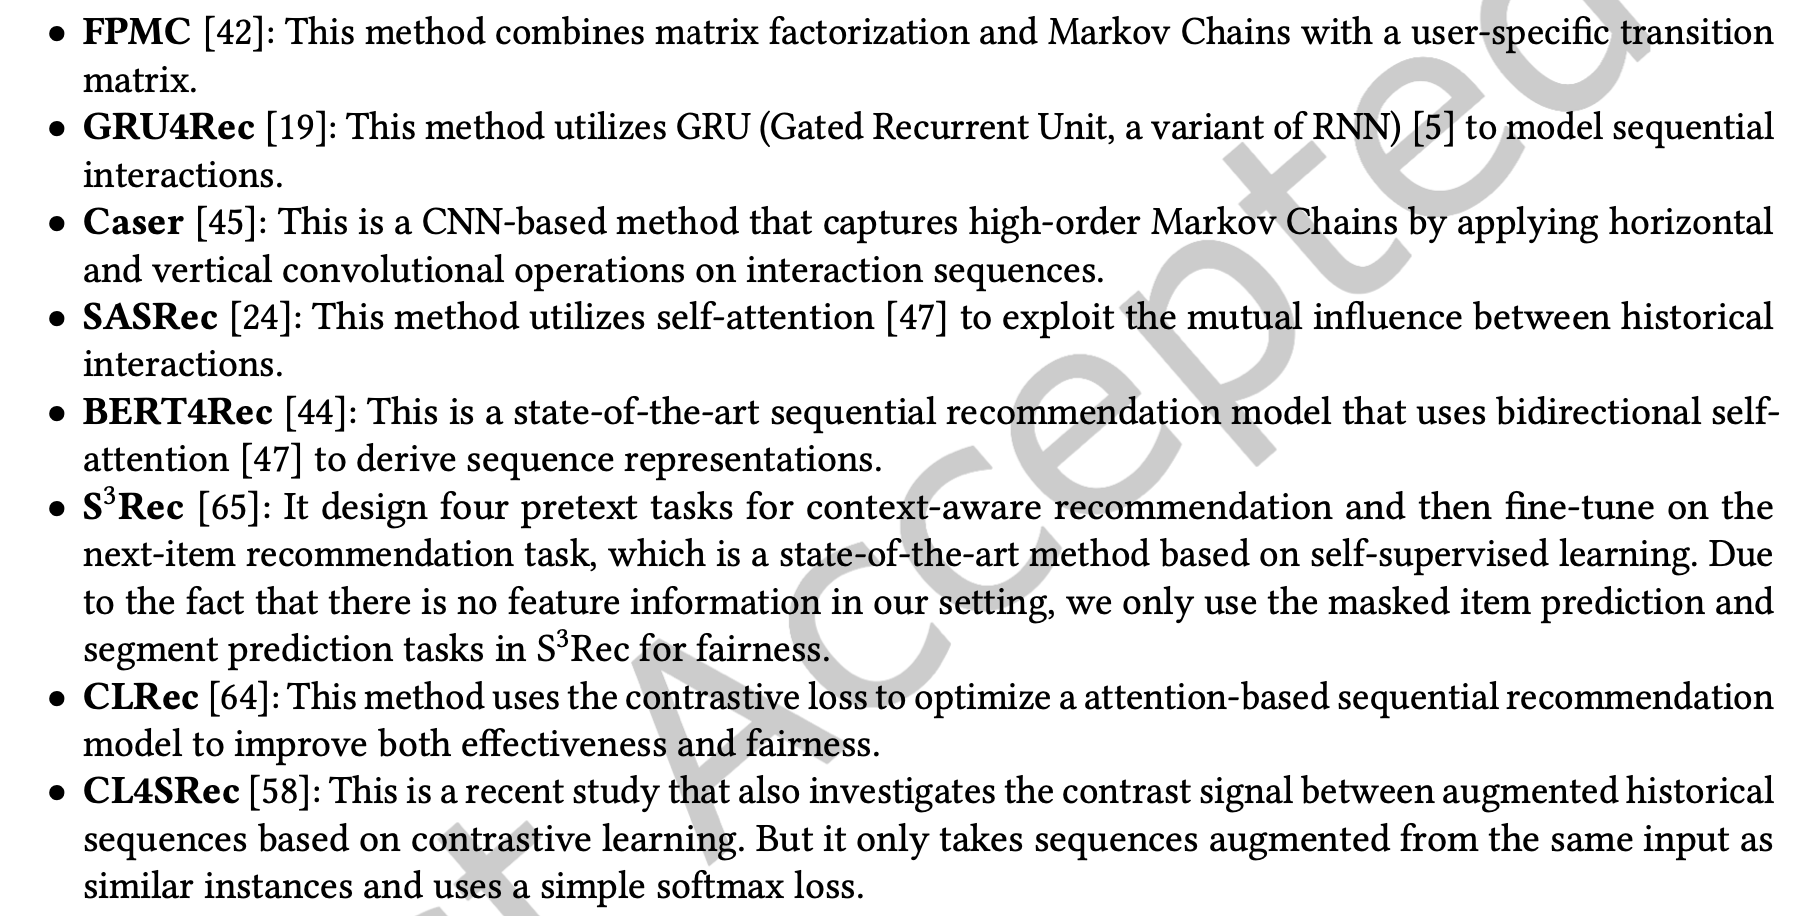 • FPMC [42]: This method combines matrix factorization and Markov Chains with a user-specific transition
matrix.
• GRU4Rec [19]: This method utilizes GRU (Gated Recurrent Unit, a variant of RNN) [5] to model sequential
interactions.
• Caser [45]: This is a CNN-based method that captures high-order Markov Chains by applying horizontal
and vertical convolutional operations on interaction sequences.
• SASRec [24]: This method utilizes self-attention [47] to exploit the mutual influence between historical
interactions.
• BERT4Rec [44]: This is a state-of-the-art sequential recommendation model that uses bidirectional self-
attention [47] to derive sequence representations.
• S³Rec [65]: It design four pretext tasks for context-aware recommendation and then fine-tune on the
next-item recommendation task, which is a state-of-the-art method based on self-supervised learning. Due
to the fact that there is no feature information in our setting, we only use the masked item prediction and
segment prediction tasks in S³Rec for fairness.
• CLRec [64]: This method uses the contrastive loss to optimize a attention-based sequential recommendation
model to improve both effectiveness and fairness.
• CL4SRec [58]: This is a recent study that also investigates the contrast signal between augmented historical
sequences based on contrastive learning. But it only takes sequences augmented from the same input as
similar instances and uses a simple softmax loss.
t Accepted